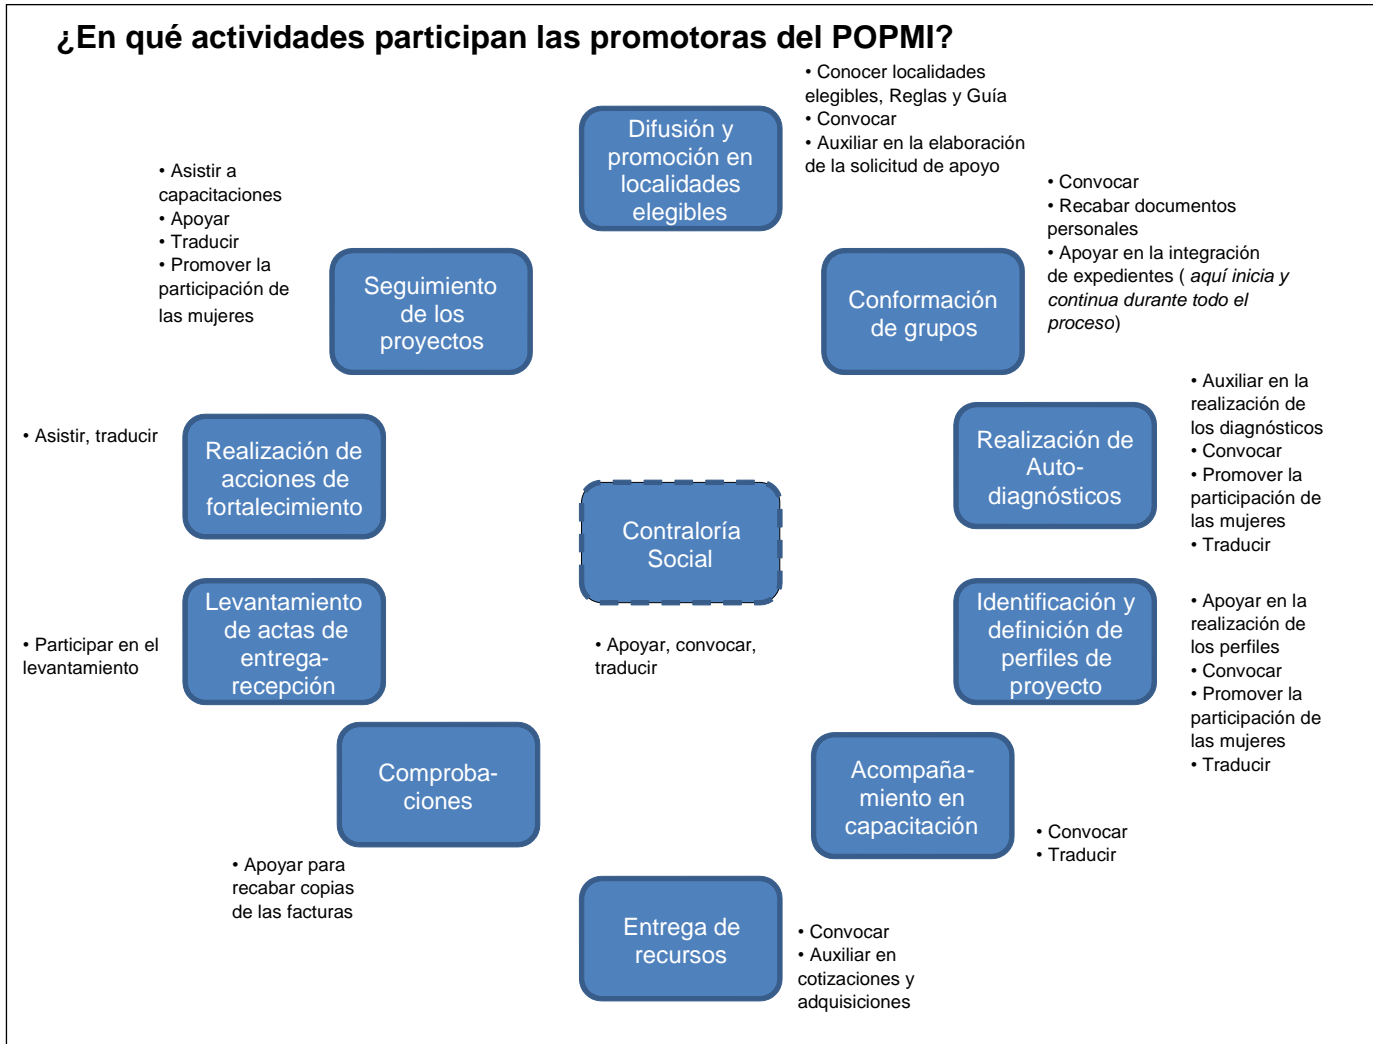 ¿En qué actividades participan las promotoras del POPMI?
Difusión y
promoción en
localidades
elegibles
• Conocer localidades
elegibles, Reglas y Guía
• Convocar
• Auxiliar en la elaboración
de la solicitud de apoyo
Conformación
de grupos
• Convocar
• Recabar documentos
personales
• Apoyar en la integración
de expedientes ( aquí inicia y
continua durante todo el
proceso)
Realización de
Auto-
diagnósticos
• Auxiliar en la
realización de
los diagnósticos
• Convocar
• Promover la
participación de
las mujeres
• Traducir
Identificación y
definición de
perfiles de
proyecto
• Apoyar en la
realización de
los perfiles
• Convocar
• Promover la
participación de
las mujeres
• Traducir
Acompaña-
miento en
capacitación
• Convocar
• Traducir
Entrega de
recursos
• Convocar
• Auxiliar en
cotizaciones y
adquisiciones
Comproba-
ciones
• Apoyar para
recabar copias
de las facturas
Levantamiento
de actas de
entrega-
recepción
• Participar en el
levantamiento
Realización de
acciones de
fortalecimiento
• Asistir, traducir
Seguimiento
de los
proyectos
• Asistir a
capacitaciones
• Apoyar
• Traducir
• Promover la
participación de
las mujeres
Contraloría
Social
• Apoyar, convocar,
traducir